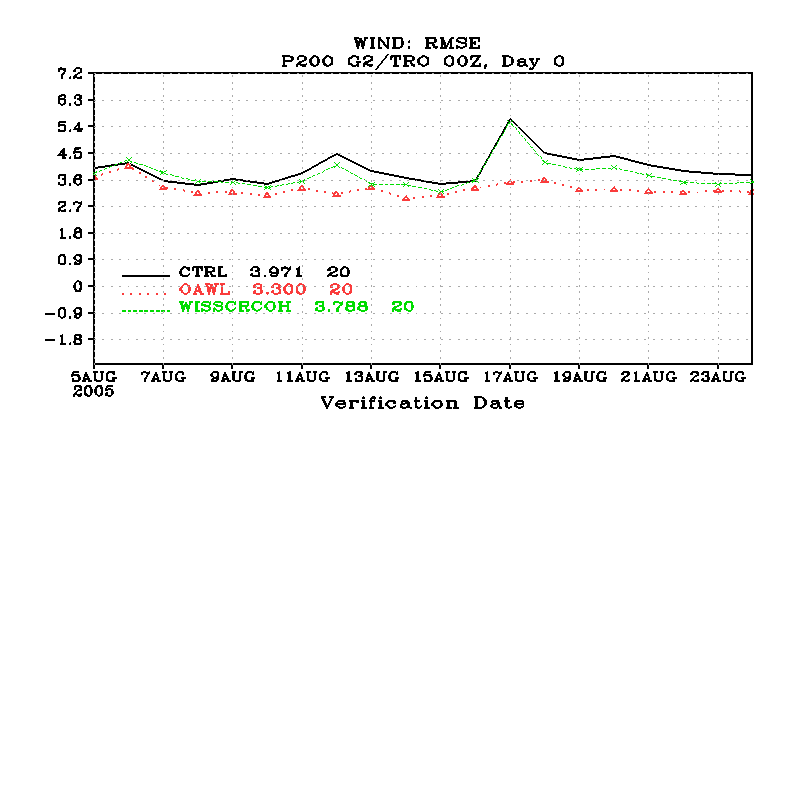 WIND: RMSE
P200 G2/TRO 00Z, Day 0
7.2
6.3
5.4
4.5
3.6
2.7
1.8
0.9
0
-0.9
-1.8
CTRL 3.971 20
OAWL 3.300 20
WISSCRCOH 3.788 20
5AUG 7AUG 9AUG 11AUG 13AUG 15AUG 17AUG 19AUG 21AUG 23AUG
2005
Verification Date